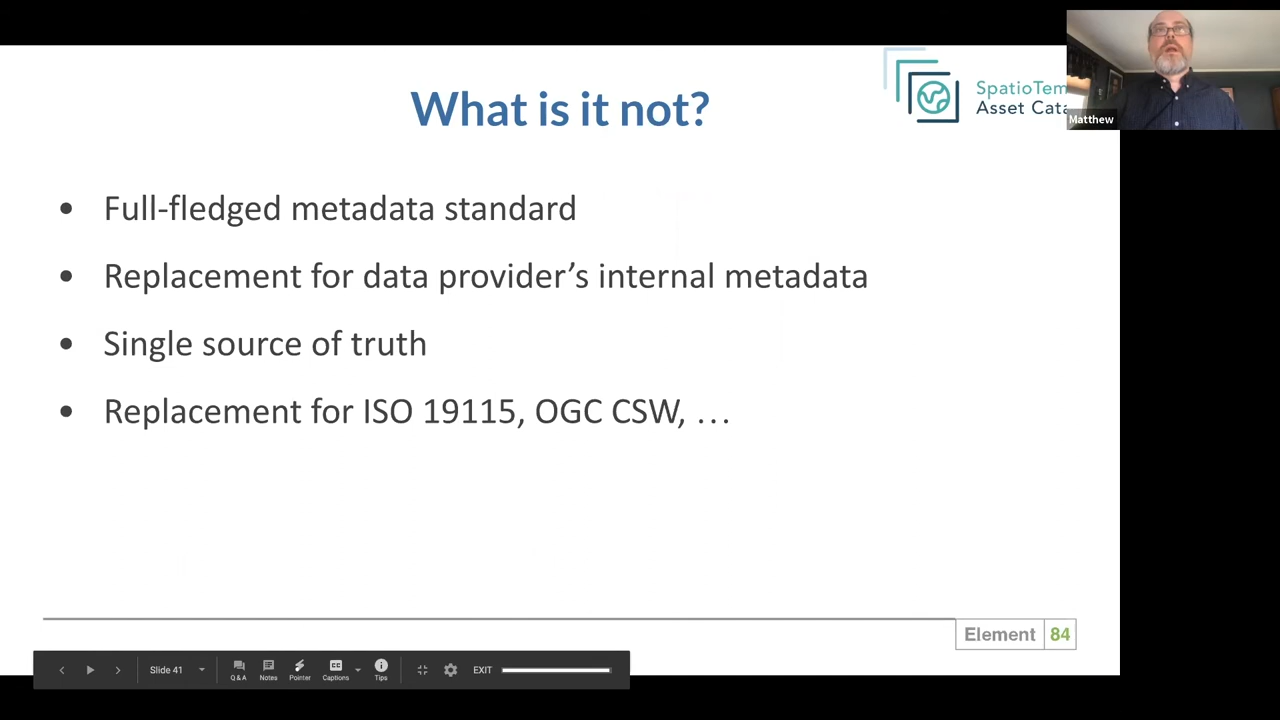 What is it not?
SpatioTem
Asset Cata
Matthew
• Full-fledged metadata standard
• Replacement for data provider’s internal metadata
• Single source of truth
• Replacement for ISO 19115, OGC CSW, …
Element 84
Slide 41
Q & A
Notes
Pointer
CC
Captions
Tips
EXIT